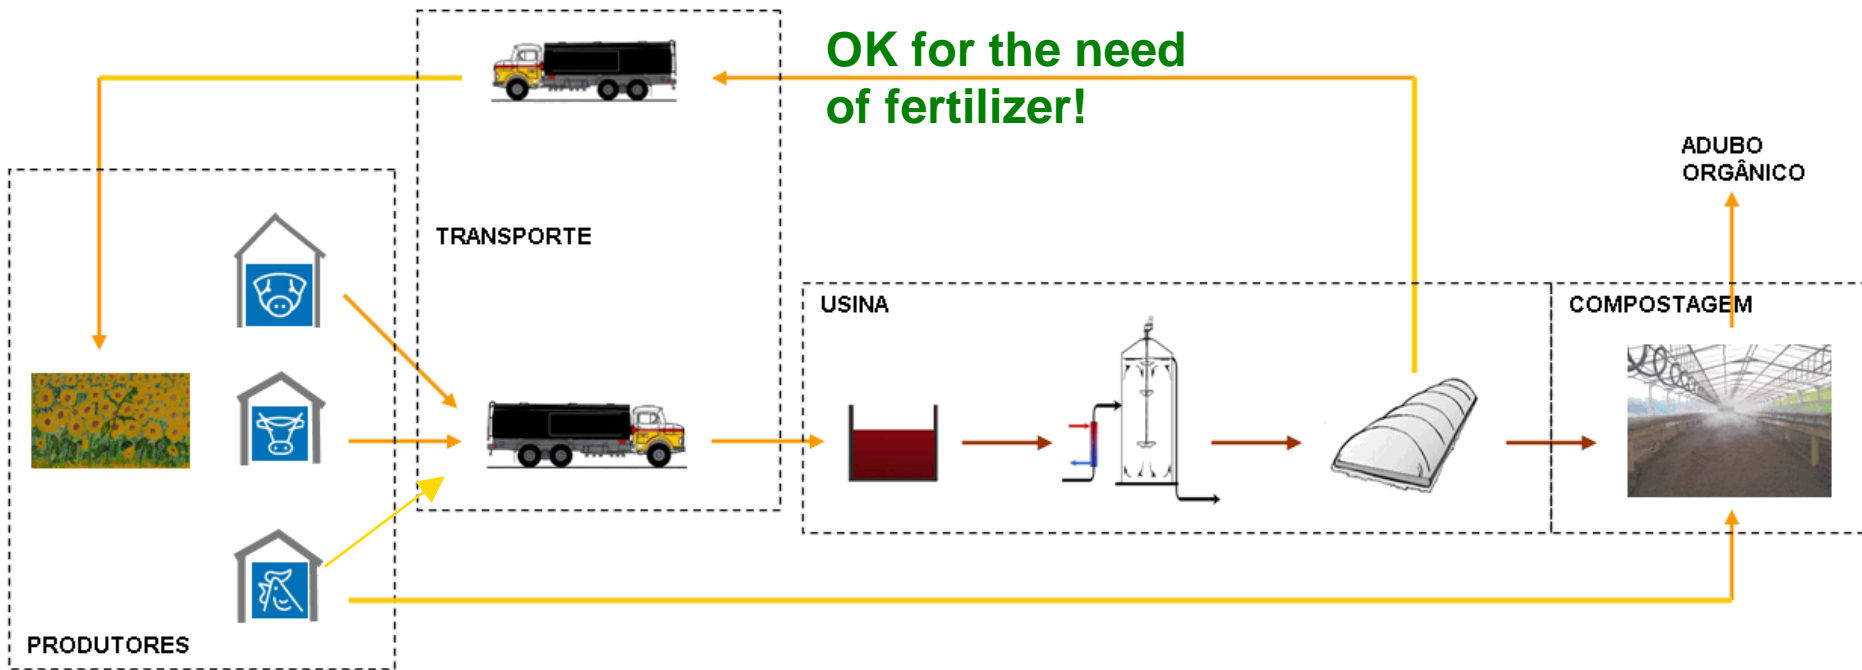 OK for the need
of fertilizer!
ADUBO
ORGÂNICO
TRANSPORTE
USINA
COMPOSTAGEM
PRODUTORES